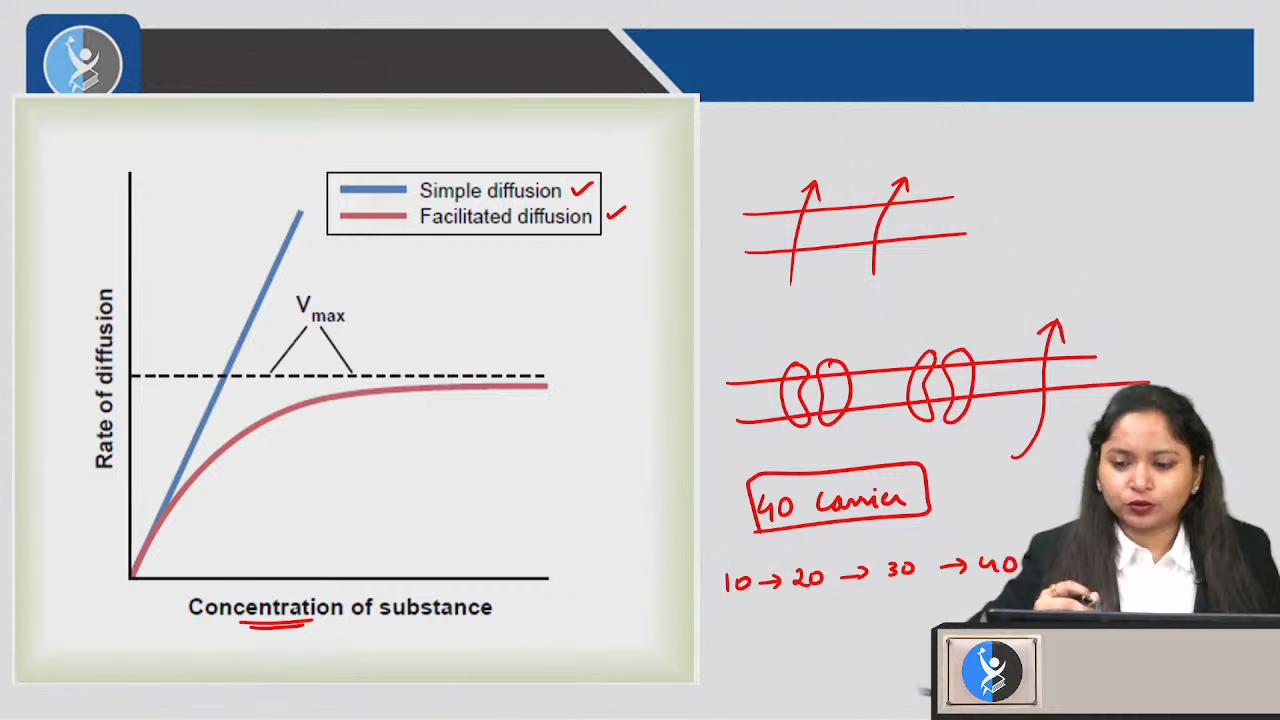 Simple diffusion
Facilitated diffusion
Vmax
Rate of diffusion
Concentration of substance
40 carrier
10 → 20 → 30 → 40